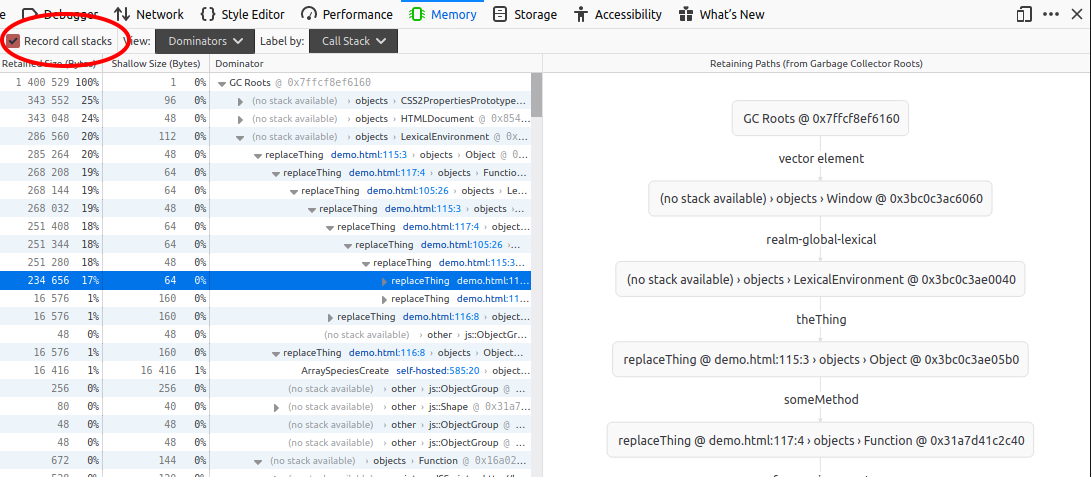 Debugger Network Style Editor Performance Memory Storage Accessibility What's New
Record call stacks View: Dominators Label by: Call Stack
Retained Size (Bytes) Shallow Size (Bytes) Dominator Retaining Paths (From Garbage Collector Roots)
1 400 529 100% 1 0% GC Roots @ 0x7ffcf8ef6160
343 552 25% 96 0% (no stack available) › objects › CSS2PropertiesPrototype…
343 048 24% 48 0% (no stack available) › objects › HTMLDocument @ 0x854…
286 560 20% 112 0% (no stack available) › objects › LexicalEnvironment @ 0x…
285 264 20% 48 0% replaceThing demo.html:115:3 › objects › Object @ 0…
268 208 19% 64 0% replaceThing demo.html:117:4 › objects › Functio…
268 144 19% 64 0% replaceThing demo.html:105:26 › objects › Le…
268 032 19% 48 0% replaceThing demo.html:115:3 › objects ›…
251 408 18% 64 0% replaceThing demo.html:117:4 › object…
251 344 18% 64 0% replaceThing demo.html:105:26 ›…
251 280 18% 48 0% replaceThing demo.html:115:3…
234 656 17% 64 0% replaceThing demo.html:11…
16 576 1% 160 0% replaceThing demo.html:11…
16 576 1% 160 0% replaceThing demo.html:116:8 › object…
48 0% 48 0% (no stack available) › other › js::ObjectGr…
16 576 1% 160 0% replaceThing demo.html:116:8 › objects › Object…
16 416 1% 16 416 1% ArraySpeciesCreate self-hosted:585:20 › object…
256 0% 256 0% (no stack available) › other › js::ObjectGroup @ …
80 0% 40 0% (no stack available) › other › js::Shape @ 0x31a7…
48 0% 48 0% (no stack available) › other › js::ObjectGroup @ …
48 0% 48 0% (no stack available) › other › js::ObjectGroup @ …
672 0% 144 0% (no stack available) › objects › Function @ 0x16a02…
GC Roots @ 0x7ffcf8ef6160
vector element
(no stack available) › objects › Window @ 0x3bc0c3ac6060
realm-global-lexical
(no stack available) › objects › LexicalEnvironment @ 0x3bc0c3ae0040
theThing
replaceThing @ demo.html:115:3 › objects › Object @ 0x3bc0c3ae05b0
someMethod
replaceThing @ demo.html:117:4 › objects › Function @ 0x31a7d41c2c40